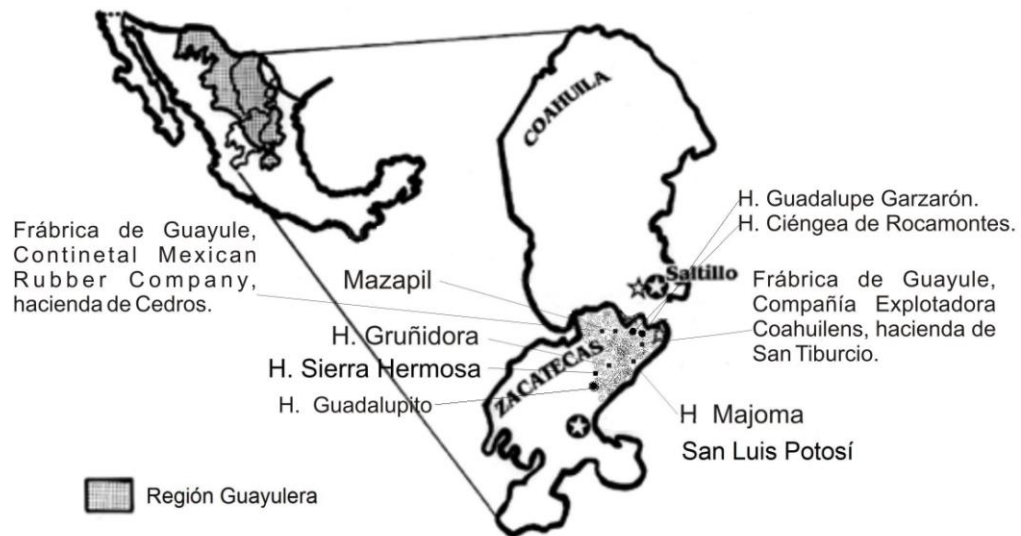 COAHUILA
H. Guadalupe Garzarón.
H. Ciéngea de Rocamontes.
Frábrica de Guayule,
Continetal Mexican
Rubber Company,
hacienda de Cedros.
Mazapil
Saltillo
Frábrica de Guayule,
Compañía Explotadora
Coahuilens, hacienda de
San Tiburcio.
H. Gruñidora
H. Sierra Hermosa
ZACATECAS
H. Guadalupito
H Majoma
San Luis Potosí
Región Guayulera